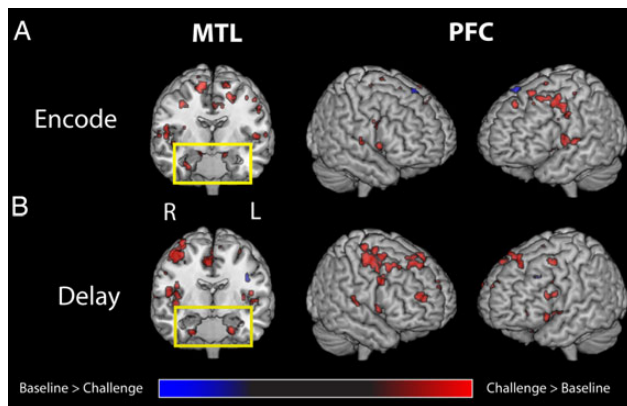 A
MTL
PFC
Encode
B
R
L
Delay
Baseline > Challenge
Challenge > Baseline